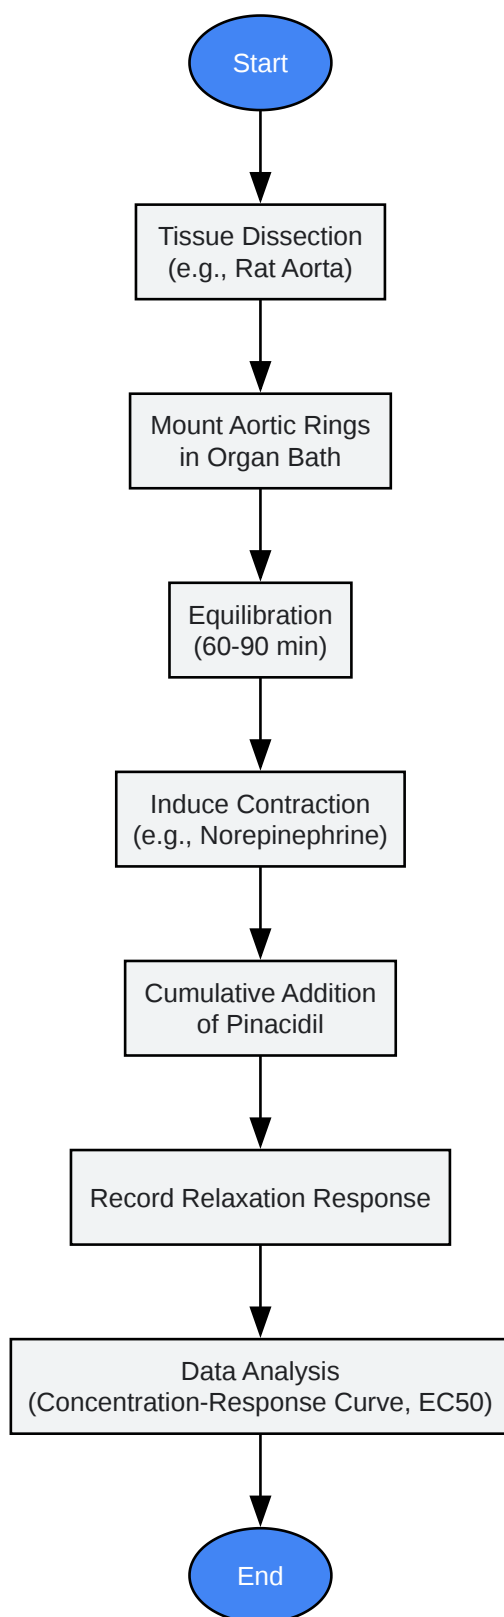 Start
Tissue Dissection
(e.g., Rat Aorta)
Mount Aortic Rings
in Organ Bath
Equilibration
(60-90 min)
Induce Contraction
(e.g., Norepinephrine)
Cumulative Addition
of Pinacidil
Record Relaxation Response
Data Analysis
(Concentration-Response Curve, EC50)
End